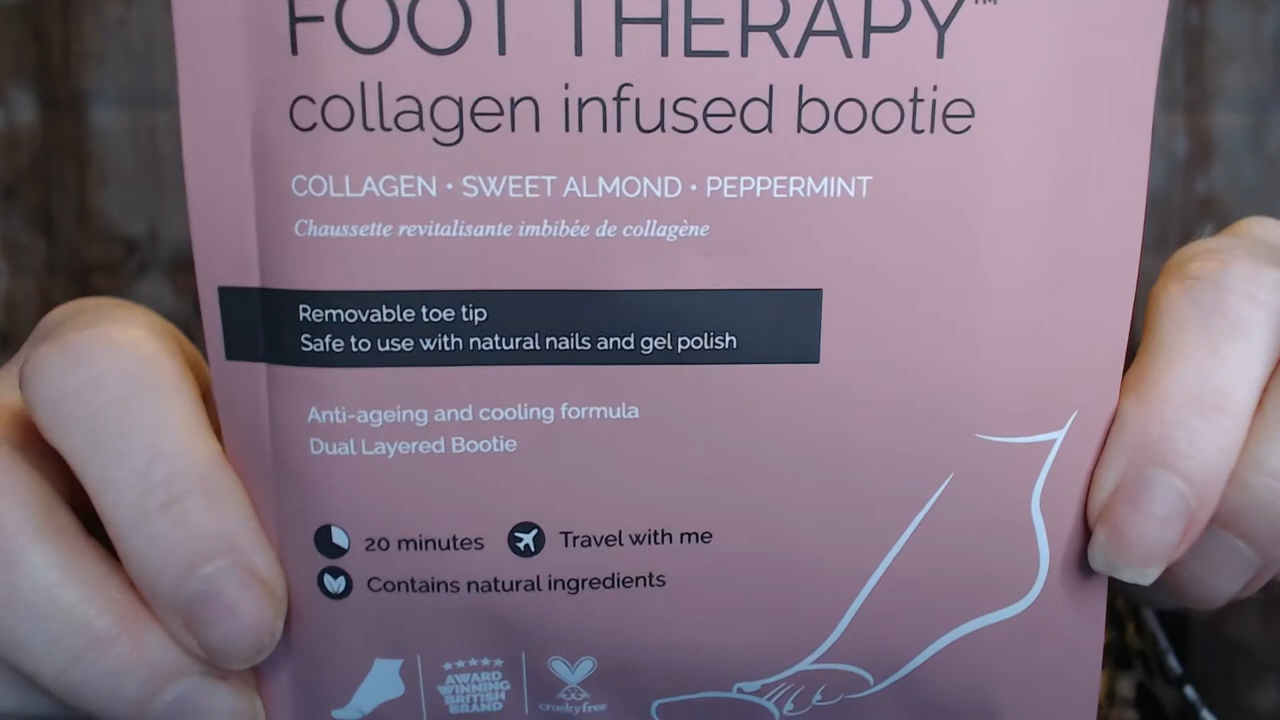 FOOT THERAPY™
collagen infused bootie
COLLAGEN • SWEET ALMOND • PEPPERMINT
Chaussette revitalisante imbibée de collagène
Removable toe tip
Safe to use with natural nails and gel polish
Anti-ageing and cooling formula
Dual Layered Bootie
20 minutes Travel with me
Contains natural ingredients
AWARD
WINNING
BRITISH
BRAND
crueltyfree